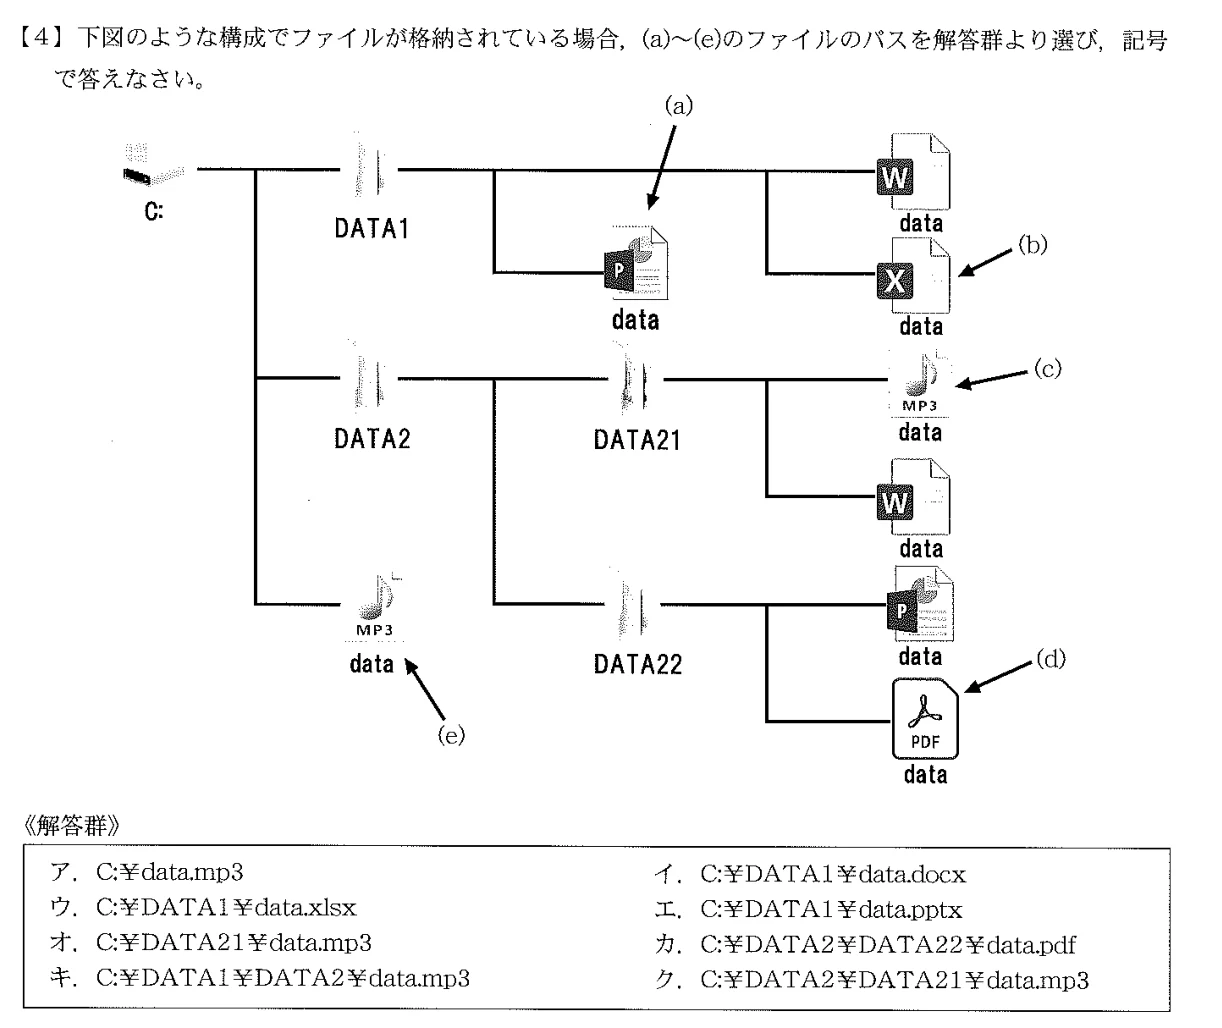 【4】下図のような構成でファイルが格納されている場合，(a)～(e)のファイルのパスを解答群より選び，記号
で答えなさい。
(a)
C:
DATA1
W
data
P
data
(b)
X
data
DATA2
DATA21
(c)
MP3
data
W
data
MP3
data
(e)
DATA22
P
data
(d)
PDF
data
《解答群》
ア．C:¥data.mp3
イ．C:¥DATA1¥data.docx
ウ．C:¥DATA1¥data.xlsx
エ．C:¥DATA1¥data.pptx
オ．C:¥DATA21¥data.mp3
カ．C:¥DATA2¥DATA22¥data.pdf
キ．C:¥DATA1¥DATA2¥data.mp3
ク．C:¥DATA2¥DATA21¥data.mp3